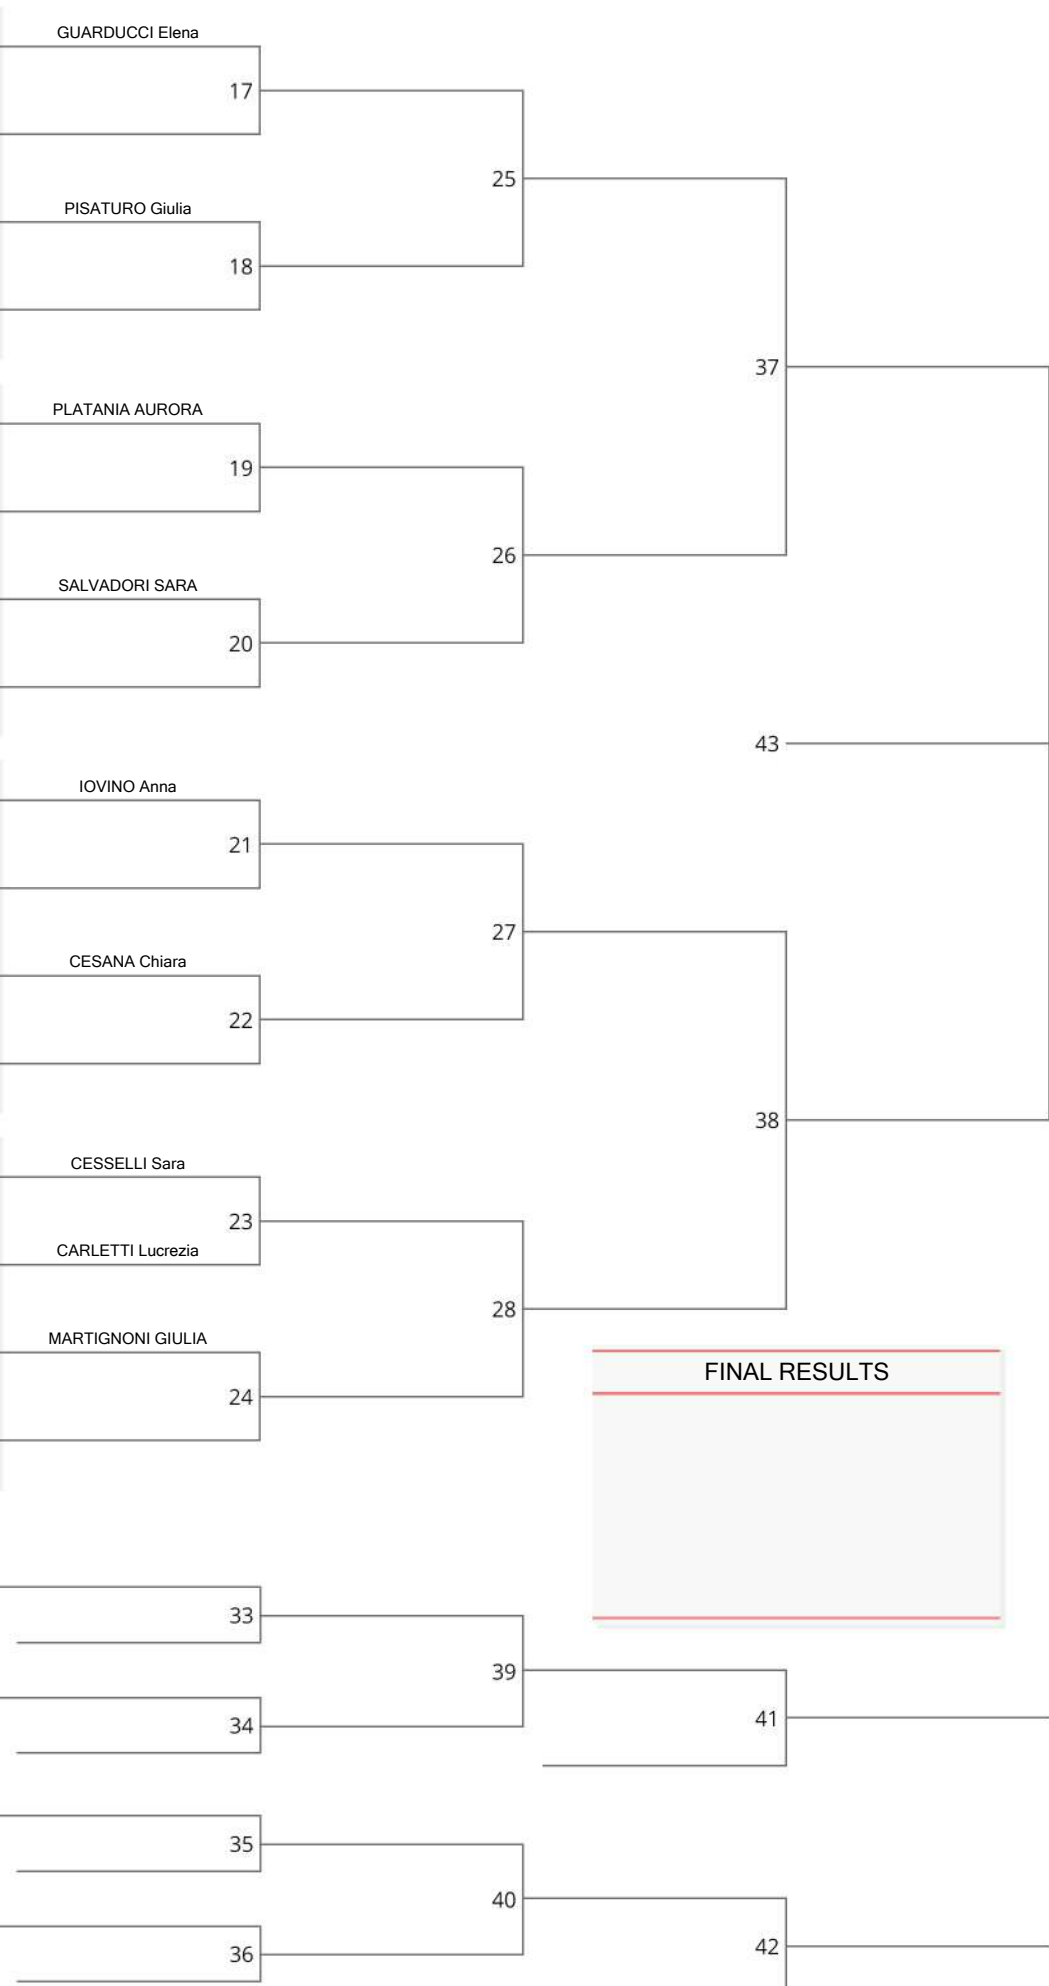 GUARDUCCI Elena
17
25
PISATURO Giulia
18
37
PLATANIA AURORA
19
26
SALVADORI SARA
20
43
IOVINO Anna
21
27
CESANA Chiara
22
38
CESSELLI Sara
23
CARLETTI Lucrezia
28
MARTIGNONI GIULIA
24
FINAL RESULTS
33
39
34
41
35
40
36
42